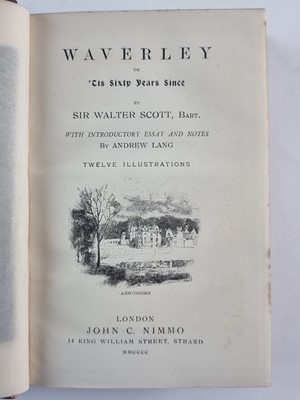 WAVERLEY
OR
'Tis Sixty Years Since
BY
SIR WALTER SCOTT, BART.
WITH INTRODUCTORY ESSAY AND NOTES
BY ANDREW LANG
TWELVE ILLUSTRATIONS
ABBOTSFORD
LONDON
JOHN C. NIMMO
14 KING WILLIAM STREET, STRAND
MDCCCC